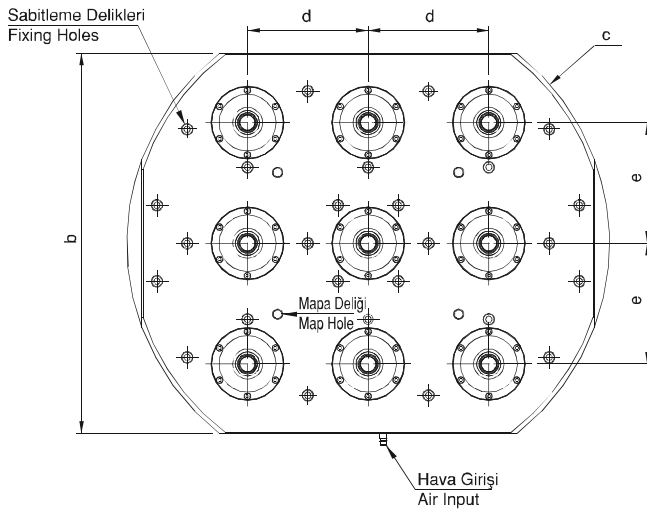 Sabitleme Delikleri
Fixing Holes
d
d
c
b
e
e
Mapa Deliği
Map Hole
Hava Girişi
Air Input